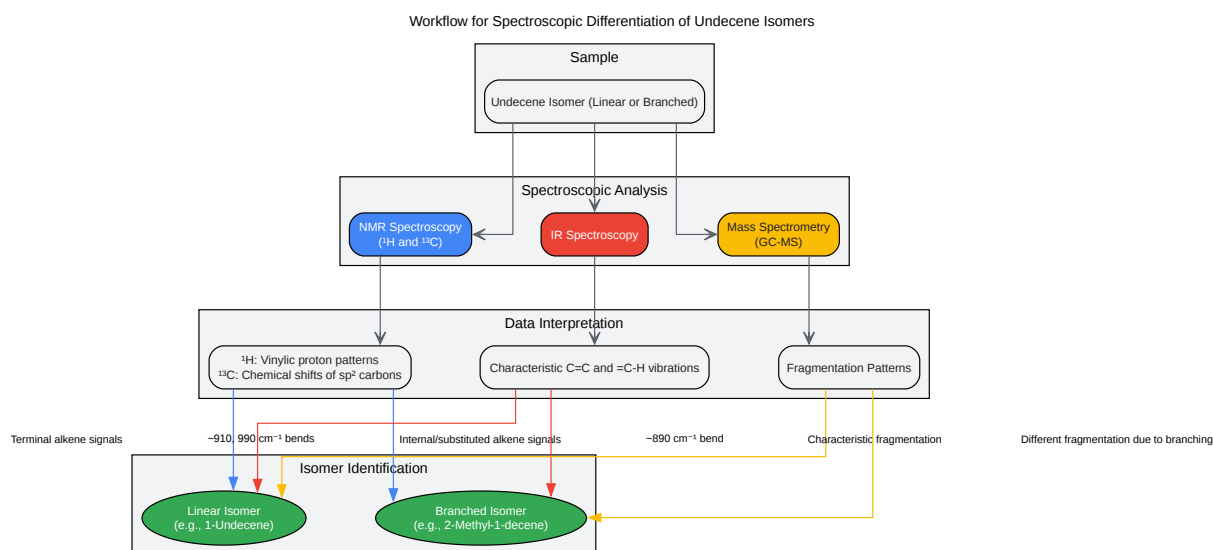 Workflow for Spectroscopic Differentiation of Undecene Isomers
Sample
Undecene Isomer (Linear or Branched)
Spectroscopic Analysis
NMR Spectroscopy
(¹H and ¹³C)
IR Spectroscopy
Mass Spectrometry
(GC-MS)
Data Interpretation
¹H: Vinylic proton patterns
¹³C: Chemical shifts of sp² carbons
Characteristic C=C and =C-H vibrations
Fragmentation Patterns
Terminal alkene signals
~910, 990 cm⁻¹ bends
Internal/substituted alkene signals
~890 cm⁻¹ bend
Characteristic fragmentation
Different fragmentation due to branching
Isomer Identification
Linear Isomer
(e.g., 1-Undecene)
Branched Isomer
(e.g., 2-Methyl-1-decene)